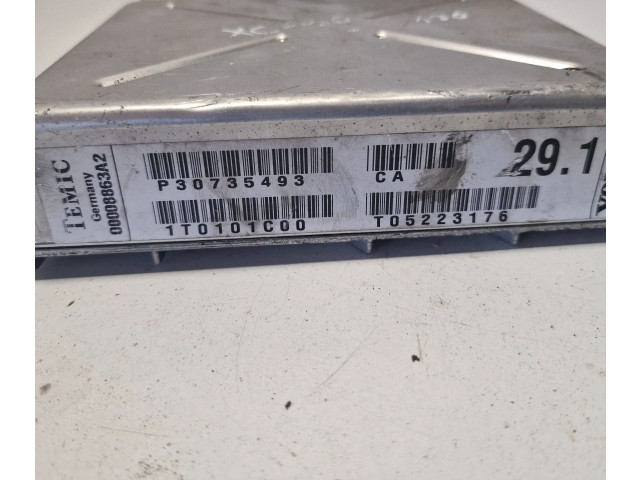 TEMIC
Germany
00008863A2
P30735493
CA
29.1
1T0101C00
T05223176